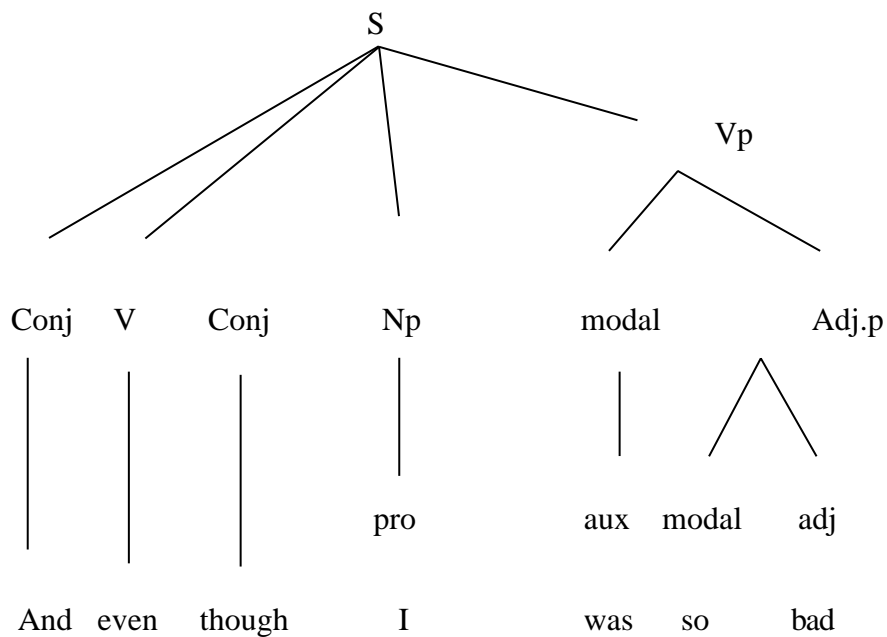 S
Vp
Conj V Conj Np modal Adj.p
pro aux modal adj
And even though I was so bad